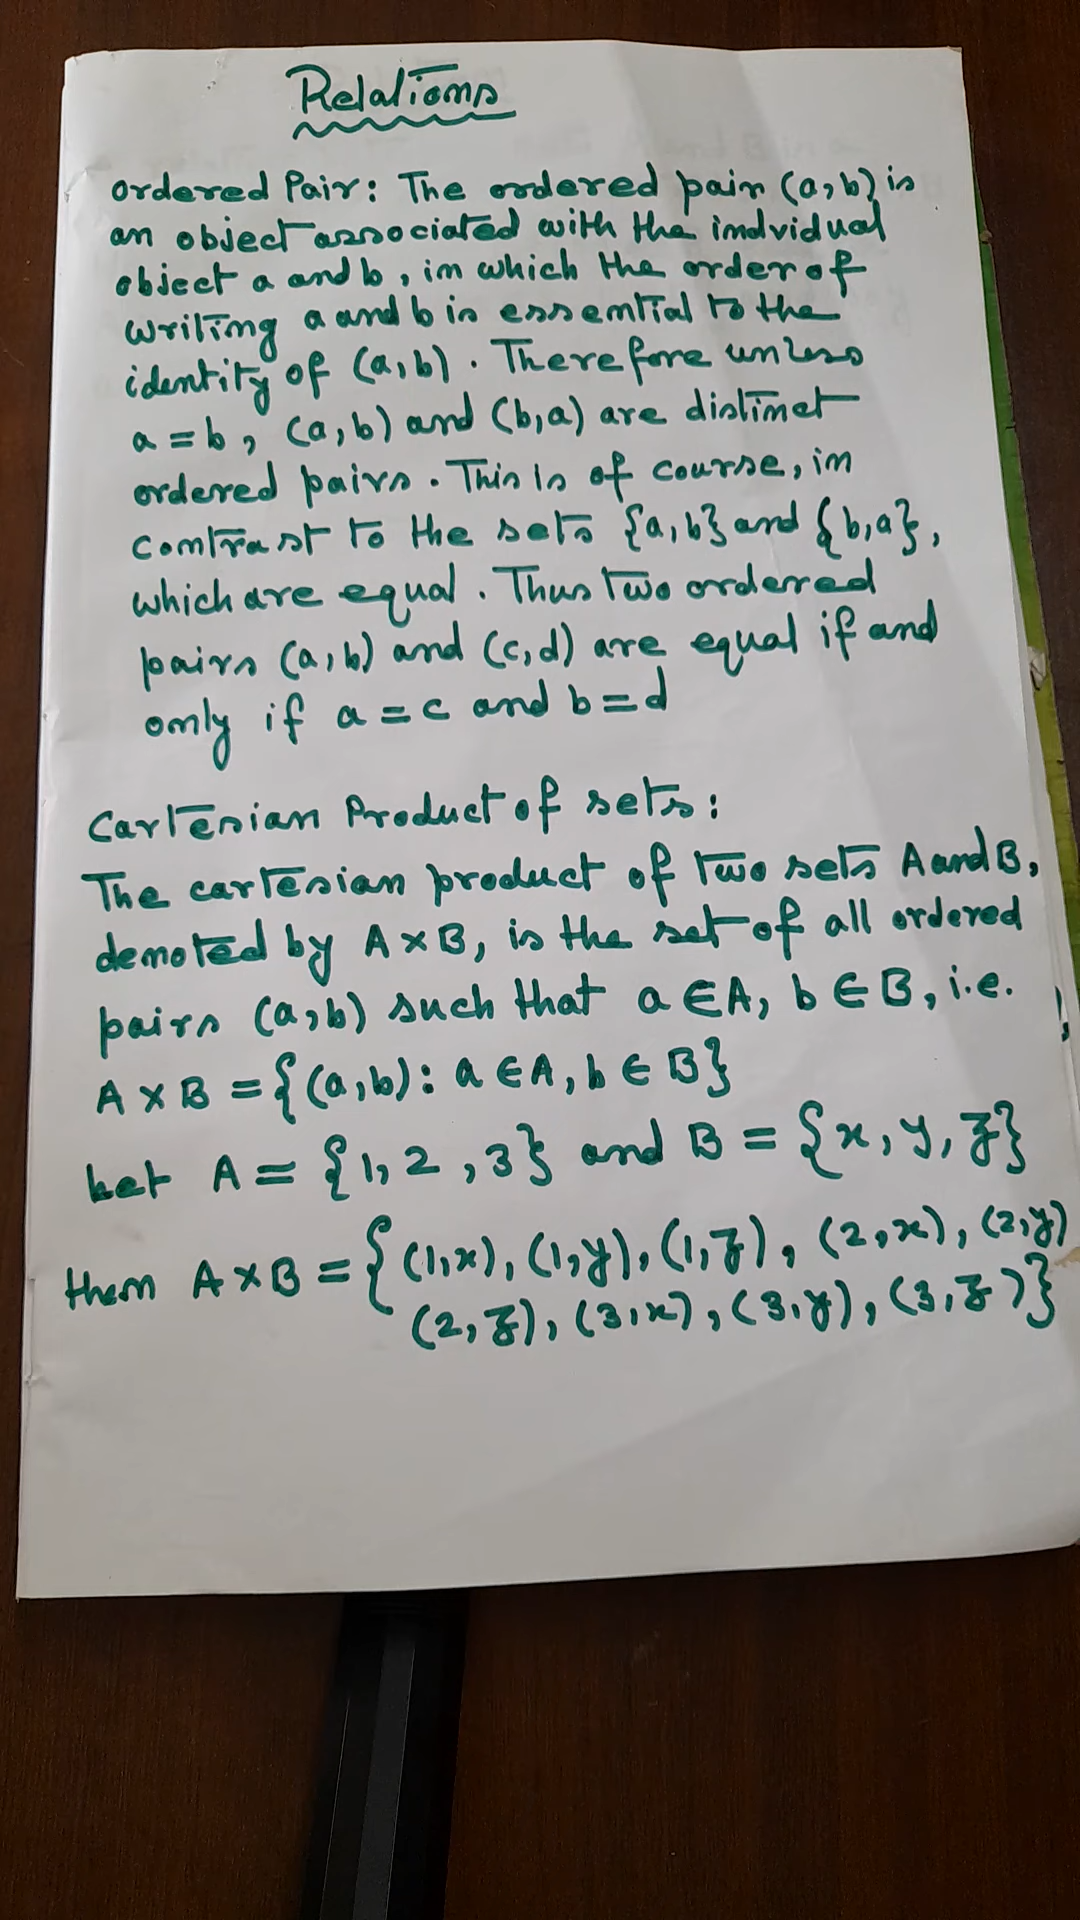 Relations
Ordered Pair: The ordered pair (a,b) is
an object associated with the indvidual
object a and b, in which the order of
writing a and b is essential to the
identity of (a,b). Therefore unless
a = b, (a,b) and (b,a) are distinct
ordered pairs. This is of course, in
contrast to the sets {a,b} and {b,a},
which are equal. Thus two ordered
pairs (a,b) and (c,d) are equal if and
only if a = c and b = d
Cartesian Product of sets:
The cartesian product of two sets A and B,
denoted by A × B, is the set of all ordered
pairs (a,b) such that a ∈ A, b ∈ B, i.e.
A × B = {(a,b): a ∈ A, b ∈ B}
Let A = {1, 2, 3} and B = {x, y, z}
then A × B = {(1,x), (1,y), (1,z), (2,x), (2,y)
(2,z), (3,x), (3,y), (3,z)}